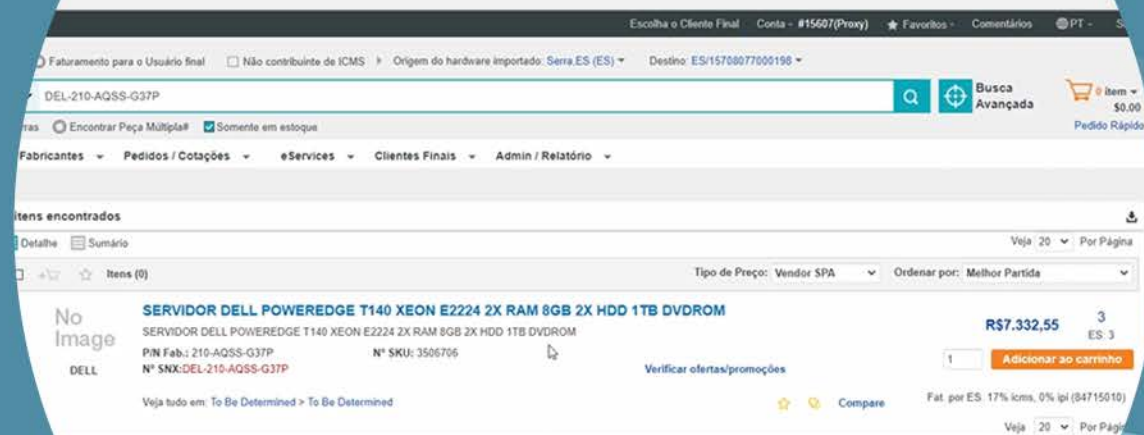 Escolha o Cliente Final Conta - #15607(Proxy) Favoritos - Comentários PT -
Faturamento para o Usuário final Não contribuinte de ICMS Origem do hardware importado: Serra,ES (ES) Destino: ES/15708077000198
DEL-210-AQSS-G37P
Busca Avançada
0 item
$0.00
Encontrar Peça Múltipla# Somente em estoque
Pedido Rápido
Fabricantes Pedidos / Cotações eServices Clientes Finais Admin / Relatório
itens encontrados
Detalhe Sumário Veja 20 Por Página
Itens (0) Tipo de Preço: Vendor SPA Ordenar por: Melhor Partida
No Image
DELL
SERVIDOR DELL POWEREDGE T140 XEON E2224 2X RAM 8GB 2X HDD 1TB DVDROM
SERVIDOR DELL POWEREDGE T140 XEON E2224 2X RAM 8GB 2X HDD 1TB DVDROM
P/N Fab.: 210-AQSS-G37P Nº SKU: 3506706
Nº SNX:DEL-210-AQSS-G37P Verificar ofertas/promoções
R$7.332,55 3
ES: 3
1 Adicionar ao carrinho
Veja tudo em: To Be Determined > To Be Determined Compare Fat. por ES. 17% icms, 0% ipi (84715010)
Veja 20 Por